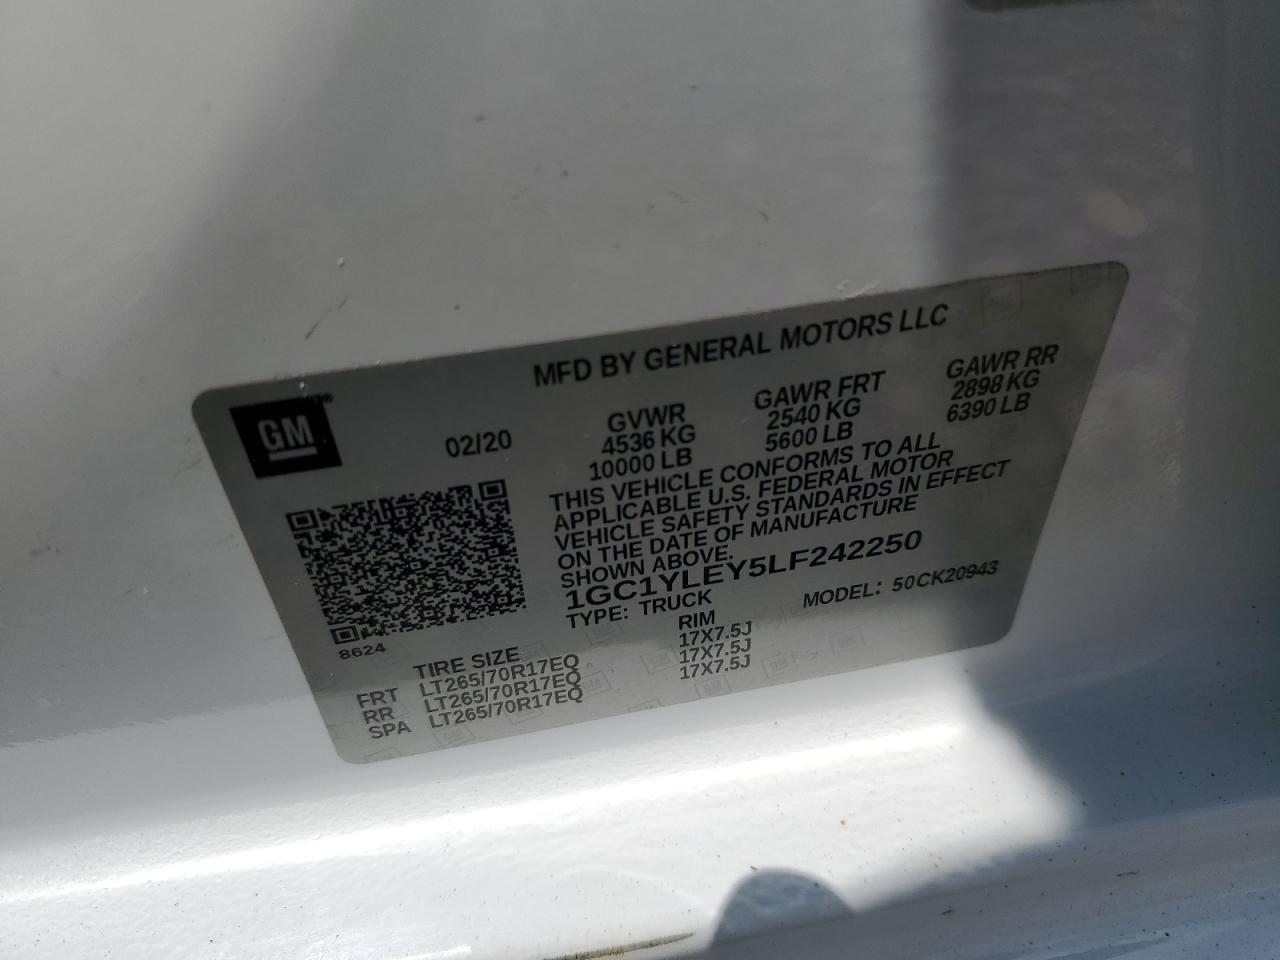 MFD BY GENERAL MOTORS LLC
GM
02/20
GVWR GAWR FRT GAWR RR
4536 KG 2540 KG 2898 KG
10000 LB 5600 LB 6390 LB
THIS VEHICLE CONFORMS TO ALL
APPLICABLE U.S. FEDERAL MOTOR
VEHICLE SAFETY STANDARDS IN EFFECT
ON THE DATE OF MANUFACTURE
SHOWN ABOVE.
1GC1YLEY5LF242250
TYPE: TRUCK MODEL: 50CK20943
8624
TIRE SIZE RIM
FRT LT265/70R17EQ 17X7.5J
RR LT265/70R17EQ 17X7.5J
SPA LT265/70R17EQ 17X7.5J